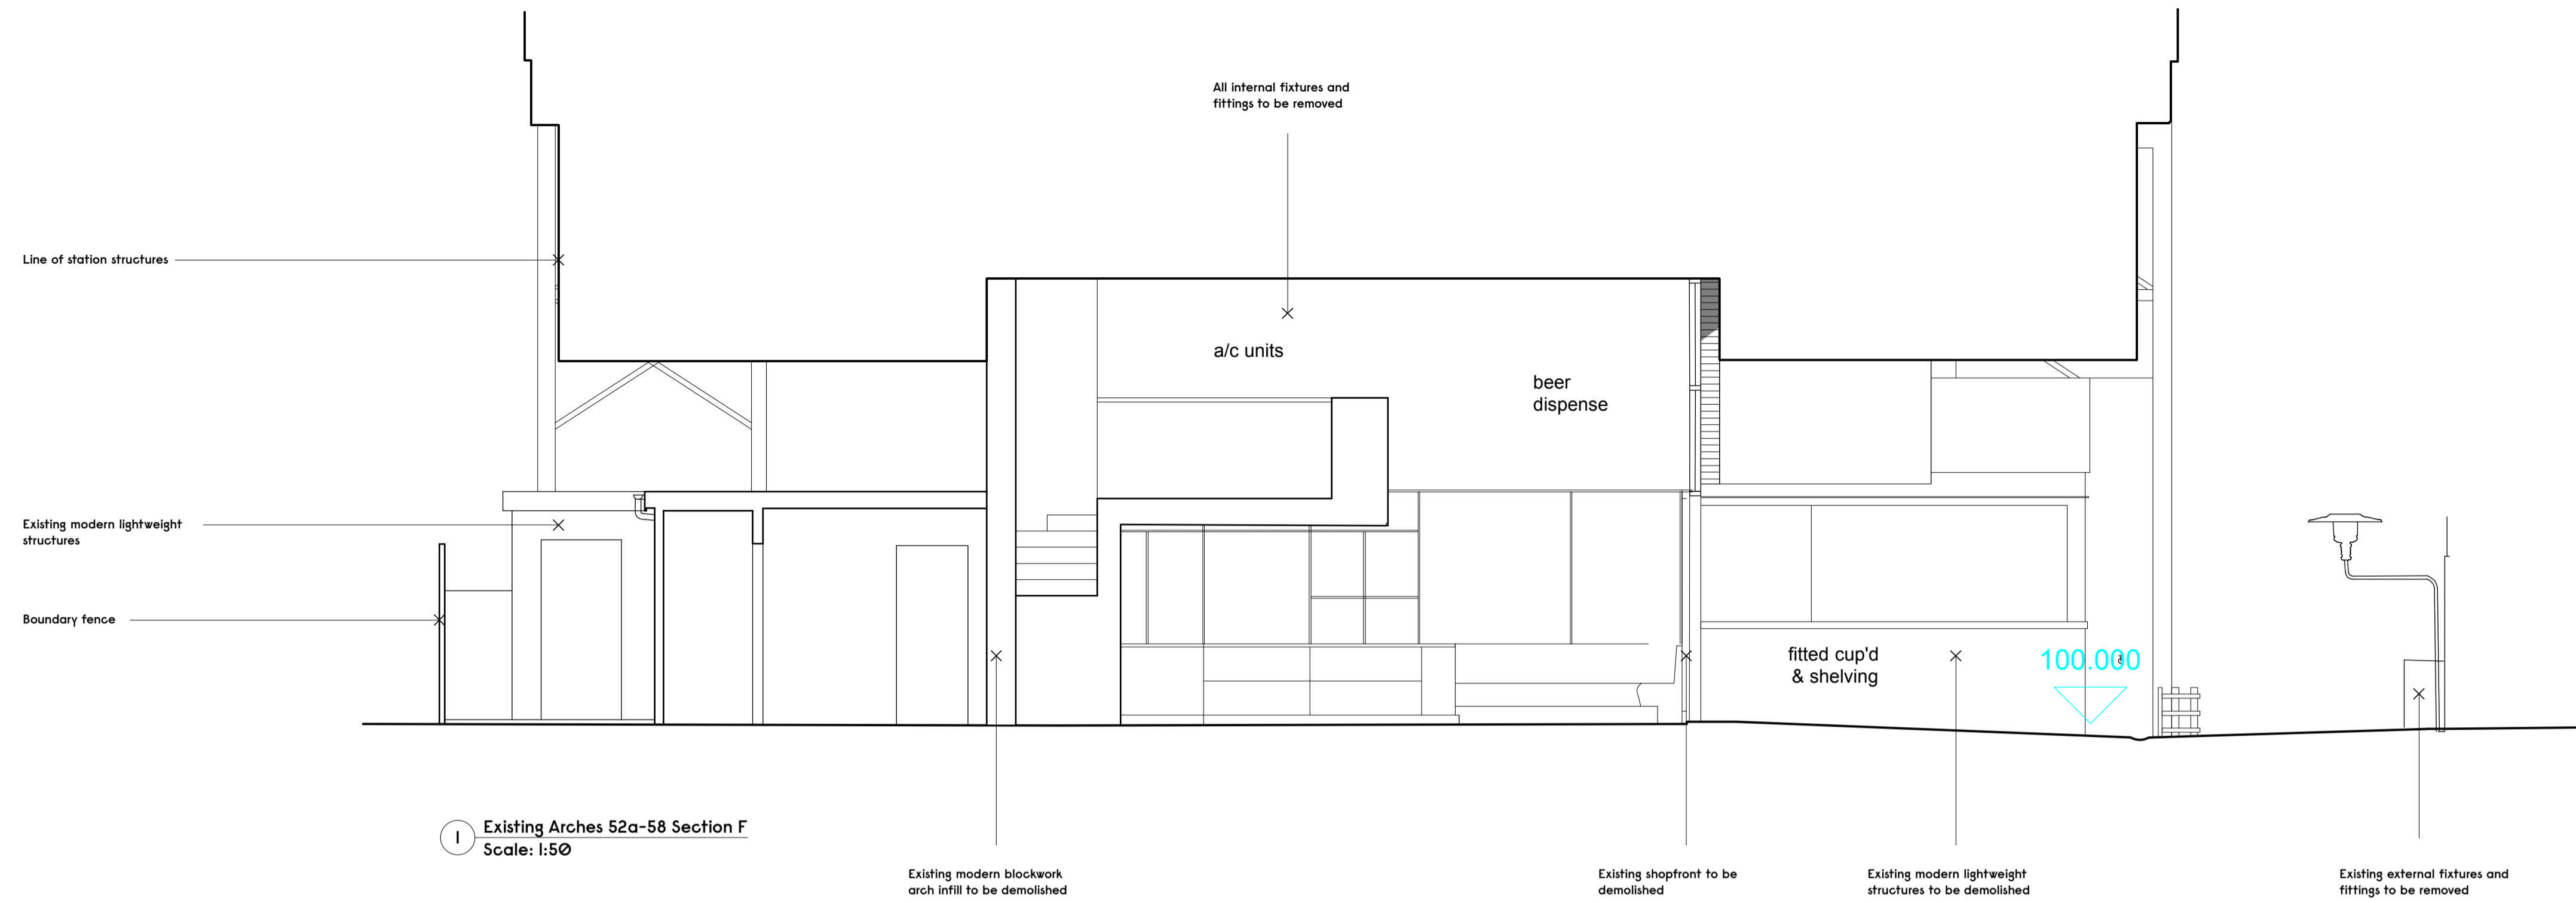 All internal fixtures and
fittings to be removed
Line of station structures
a/c units
beer
dispense
Existing modern lightweight
structures
Boundary fence
fitted cup'd
& shelving
100.000
1
Existing Arches 52a-58 Section F
Scale: 1:50
Existing modern blockwork
arch infill to be demolished
Existing shopfront to be
demolished
Existing modern lightweight
structures to be demolished
Existing external fixtures and
fittings to be removed